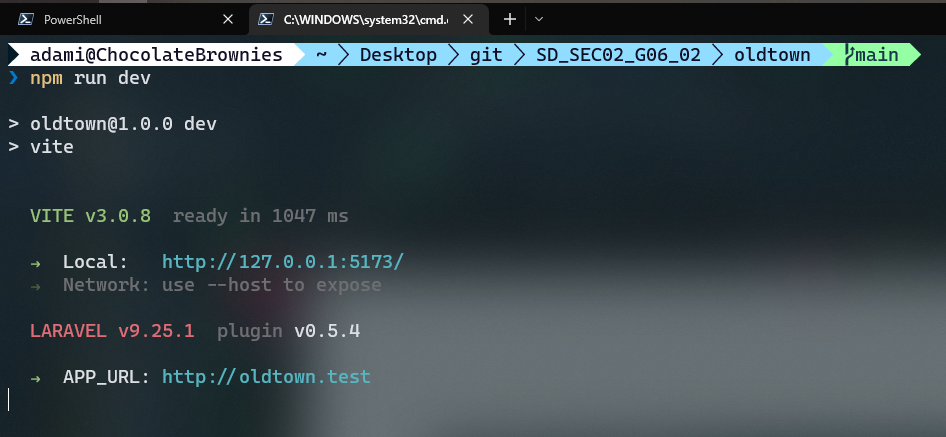 PowerShell
C:\WINDOWS\system32\cmd.
adami@ChocolateBrownies ~ Desktop git SD_SEC02_G06_02 oldtown main
❯ npm run dev
> oldtown@1.0.0 dev
> vite
VITE v3.0.8 ready in 1047 ms
➜ Local: http://127.0.0.1:5173/
➜ Network: use --host to expose
LARAVEL v9.25.1 plugin v0.5.4
➜ APP_URL: http://oldtown.test